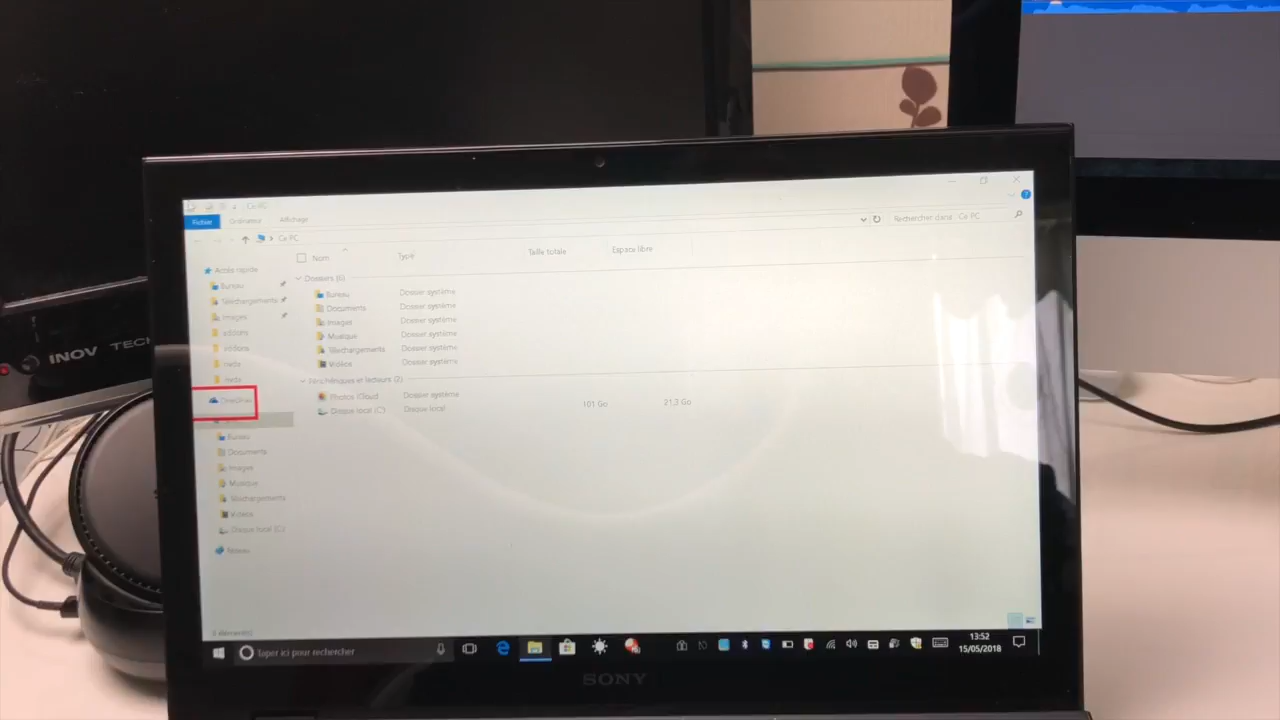 Ce PC
Fichier Ordinateur Affichage
Ce PC
Rechercher dans : Ce PC
Nom Type Taille totale Espace libre
Accès rapide
Bureau
Téléchargements
Images
OneDrive
Bureau
Documents
Images
Musique
Téléchargements
Vidéos
Disque local (C:)
Réseau
Dossiers (6)
Bureau Dossier système
Documents Dossier système
Images Dossier système
Musique Dossier système
Téléchargements Dossier système
Vidéos Dossier système
Périphériques et lecteurs (2)
Photos iCloud Dossier système
Disque local (C:) Disque local 101 Go 21,3 Go
Taper ici pour rechercher
13:52
15/05/2018
SONY
INOV TECH